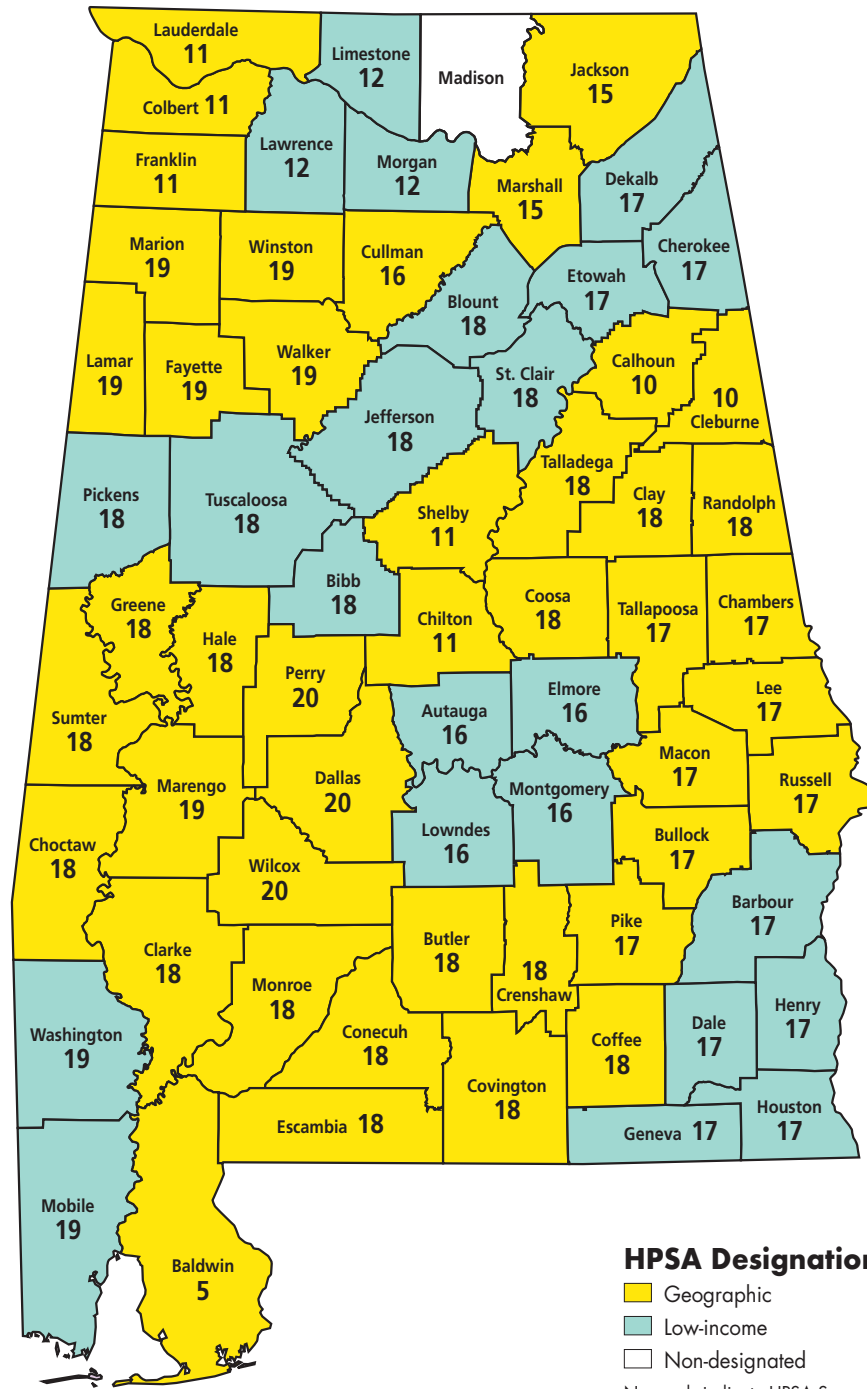 Lauderdale
11
Limestone
12
Madison
Jackson
15
Colbert 11
Lawrence
12
Franklin
11
Morgan
12
Marshall
15
Dekalb
17
Cherokee
17
Marion
19
Winston
19
Cullman
16
Etowah
17
Blount
18
Lamar
19
Fayette
19
Walker
19
St. Clair
18
Calhoun
10
10
Cleburne
Jefferson
18
Pickens
18
Tuscaloosa
18
Talladega
18
Clay
18
Randolph
18
Shelby
11
Bibb
18
Greene
18
Hale
18
Chilton
11
Coosa
18
Tallapoosa
17
Chambers
17
Perry
20
Sumter
18
Autauga
16
Elmore
16
Lee
17
Marengo
19
Dallas
20
Macon
17
Russell
17
Montgomery
16
Lowndes
16
Choctaw
18
Bullock
17
Wilcox
20
Barbour
17
Clarke
18
Butler
18
18
Crenshaw
Pike
17
Monroe
18
Washington
19
Conecuh
18
Coffee
18
Dale
17
Henry
17
Covington
18
Escambia 18
Geneva 17
Houston
17
Mobile
19
Baldwin
5
HPSA Designation
Geographic
Low-income
Non-designated